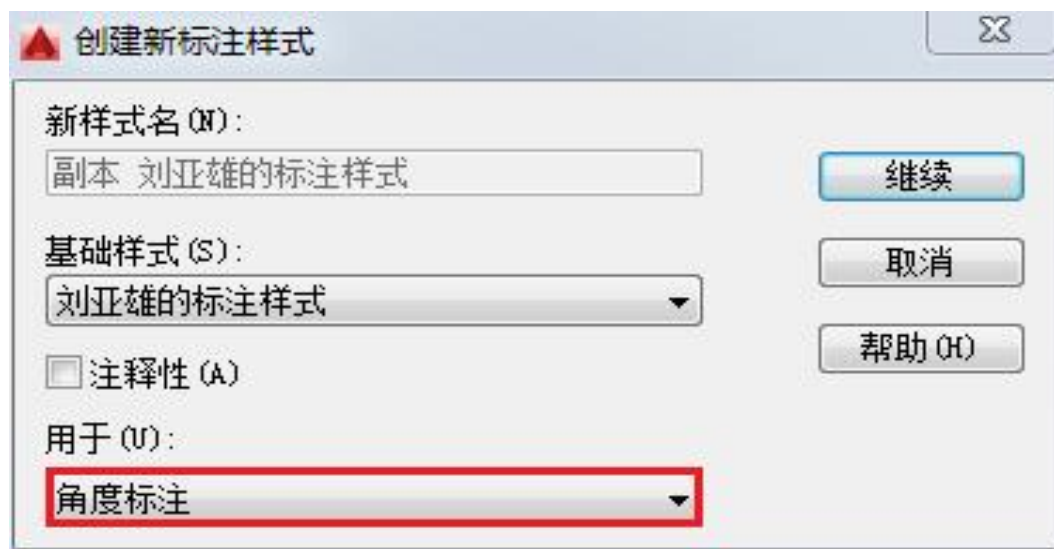 创建新标注样式
新样式名(N):
副本 刘亚雄的标注样式
继续
基础样式(S):
取消
刘亚雄的标注样式
帮助(H)
注释性(A)
用于(U):
角度标注